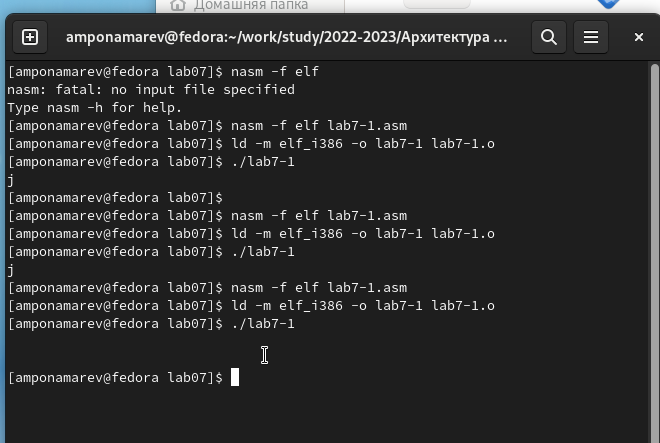 Домашняя папка
amponamarev@fedora:~/work/study/2022-2023/Архитектура ...
[amponamarev@fedora lab07]$ nasm -f elf
nasm: fatal: no input file specified
Type nasm -h for help.
[amponamarev@fedora lab07]$ nasm -f elf lab7-1.asm
[amponamarev@fedora lab07]$ ld -m elf_i386 -o lab7-1 lab7-1.o
[amponamarev@fedora lab07]$ ./lab7-1
j
[amponamarev@fedora lab07]$
[amponamarev@fedora lab07]$ nasm -f elf lab7-1.asm
[amponamarev@fedora lab07]$ ld -m elf_i386 -o lab7-1 lab7-1.o
[amponamarev@fedora lab07]$ ./lab7-1
j
[amponamarev@fedora lab07]$ nasm -f elf lab7-1.asm
[amponamarev@fedora lab07]$ ld -m elf_i386 -o lab7-1 lab7-1.o
[amponamarev@fedora lab07]$ ./lab7-1
[amponamarev@fedora lab07]$